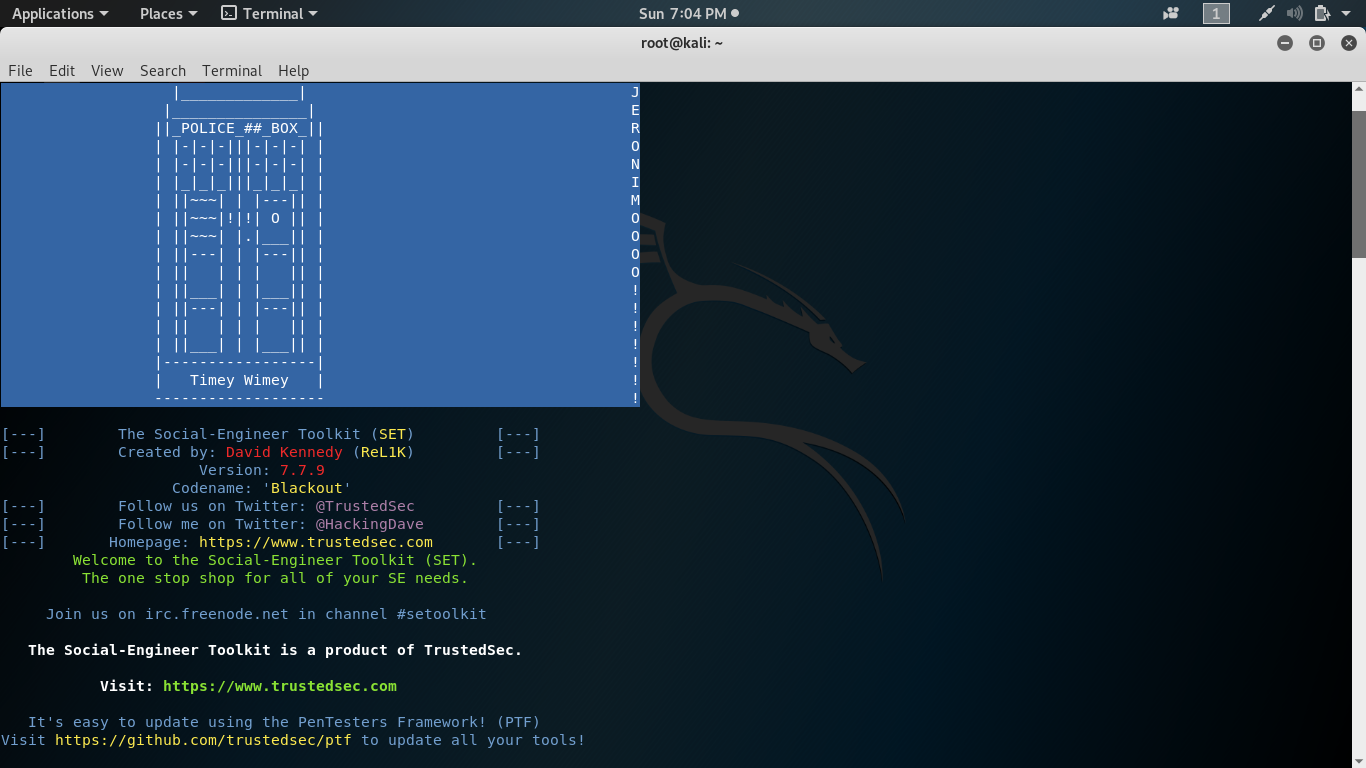 Applications Places Terminal Sun 7:04 PM 1
root@kali: ~
File Edit View Search Terminal Help
|_____________| J
|_______________| E
||_POLICE_##_BOX_|| R
| |-|-|-|||-|-|-| | O
| |-|-|-|||-|-|-| | N
| |_|_|_|||_|_|_| | I
| ||~~~| | |---|| | M
| ||~~~|!|!| O || | O
| ||~~~| |.|___|| | O
| ||---| | |---|| | O
| ||   | | |   || | O
| ||___| | |___|| | !
| ||---| | |---|| | !
| ||   | | |   || | !
| ||___| | |___|| | !
|-----------------| !
|   Timey Wimey   | !
------------------- !
[---] The Social-Engineer Toolkit (SET) [---]
[---] Created by: David Kennedy (ReL1K) [---]
Version: 7.7.9
Codename: 'Blackout'
[---] Follow us on Twitter: @TrustedSec [---]
[---] Follow me on Twitter: @HackingDave [---]
[---] Homepage: https://www.trustedsec.com [---]
Welcome to the Social-Engineer Toolkit (SET).
The one stop shop for all of your SE needs.
Join us on irc.freenode.net in channel #setoolkit
The Social-Engineer Toolkit is a product of TrustedSec.
Visit: https://www.trustedsec.com
It's easy to update using the PenTesters Framework! (PTF)
Visit https://github.com/trustedsec/ptf to update all your tools!